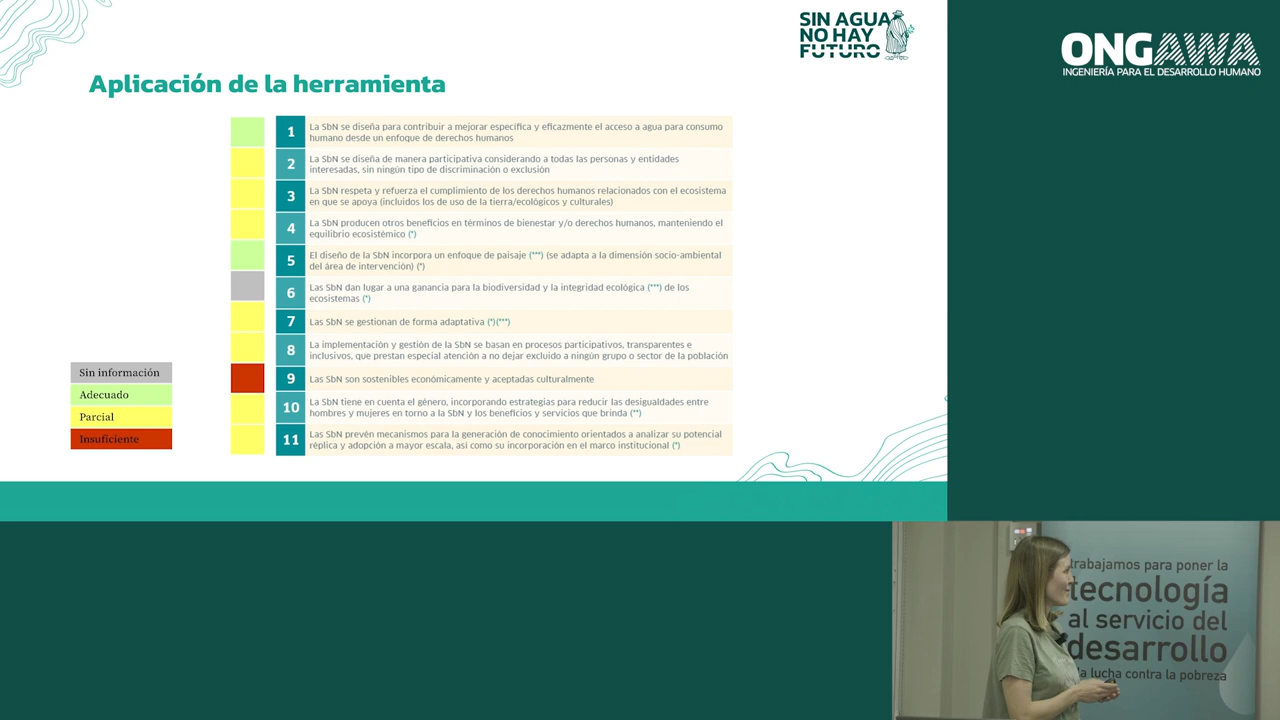 SIN AGUA
NO HAY
FUTURO
ONGAWA
INGENIERÍA PARA EL DESARROLLO HUMANO
Aplicación de la herramienta
1
La SbN se diseña para contribuir a mejorar específica y eficazmente el acceso a agua para consumo
humano desde un enfoque de derechos humanos
2
La SbN se diseña de manera participativa considerando a todas las personas y entidades
interesadas, sin ningún tipo de discriminación o exclusión
3
La SbN respeta y refuerza el cumplimiento de los derechos humanos relacionados con el ecosistema
en que se apoya (incluidos los de uso de la tierra/ecológicos y culturales)
4
La SbN producen otros beneficios en términos de bienestar y/o derechos humanos, manteniendo el
equilibrio ecosistémico (*)
5
El diseño de la SbN incorpora un enfoque de paisaje (***) (se adapta a la dimensión socio-ambiental
del área de intervención) (*)
6
Las SbN dan lugar a una ganancia para la biodiversidad y la integridad ecológica (***) de los
ecosistemas (*)
7
Las SbN se gestionan de forma adaptativa (*)(***)
8
La implementación y gestión de la SbN se basan en procesos participativos, transparentes e
inclusivos, que prestan especial atención a no dejar excluido a ningún grupo o sector de la población
9
Las SbN son sostenibles económicamente y aceptadas culturalmente
10
La SbN tiene en cuenta el género, incorporando estrategias para reducir las desigualdades entre
hombres y mujeres en torno a la SbN y los beneficios y servicios que brinda (**)
11
Las SbN prevén mecanismos para la generación de conocimiento orientados a analizar su potencial
réplica y adopción a mayor escala, así como su incorporación en el marco institucional (*)
Sin información
Adecuado
Parcial
Insuficiente
trabajamos para poner la
tecnología
al servicio del
desarrollo
la lucha contra la pobreza